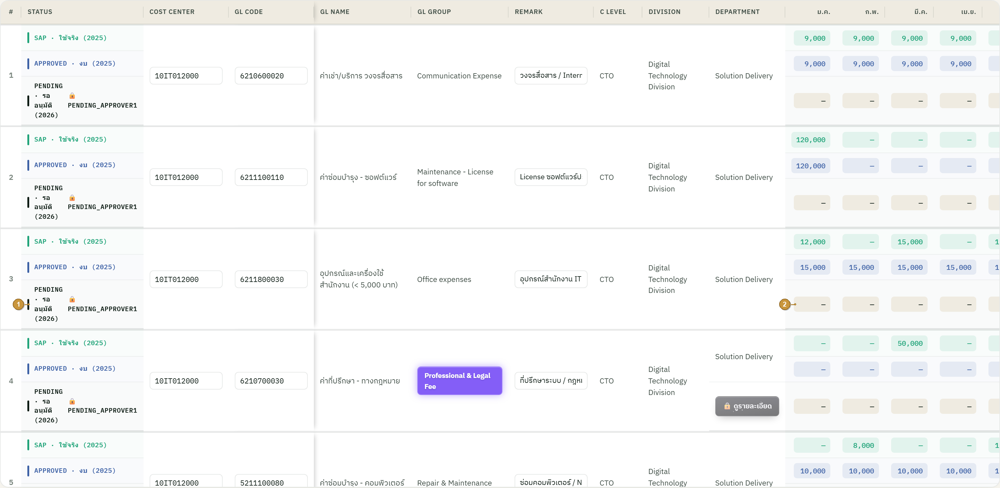 # STATUS COST CENTER GL CODE GL NAME GL GROUP REMARK C LEVEL DIVISION DEPARTMENT ม.ค. ก.พ. มี.ค. เม.ย.
1
SAP · ใช้จริง (2025)
APPROVED · งบ (2025)
PENDING
· รอ
อนุมัติ
(2026)
🔒
PENDING_APPROVER1
10IT012000
6210600020
ค่าเช่า/บริการ วงจรสื่อสาร
Communication Expense
วงจรสื่อสาร / Interr
CTO
Digital
Technology
Division
Solution Delivery
9,000 9,000 9,000 9,000
9,000 9,000 9,000 9,000
– – – –
2
SAP · ใช้จริง (2025)
APPROVED · งบ (2025)
PENDING
· รอ
อนุมัติ
(2026)
🔒
PENDING_APPROVER1
10IT012000
6211100110
ค่าซ่อมบำรุง - ซอฟต์แวร์
Maintenance - License
for software
License ซอฟต์แวร์ป
CTO
Digital
Technology
Division
Solution Delivery
120,000 – – –
120,000 – – –
– – – –
3
SAP · ใช้จริง (2025)
APPROVED · งบ (2025)
PENDING
· รอ
อนุมัติ
(2026)
🔒
PENDING_APPROVER1
1
10IT012000
6211800030
อุปกรณ์และเครื่องใช้
สำนักงาน (< 5,000 บาท)
Office expenses
อุปกรณ์สำนักงาน IT
CTO
Digital
Technology
Division
Solution Delivery
12,000 – 15,000 – 1
15,000 15,000 15,000 15,000 1
2
– – – –
4
SAP · ใช้จริง (2025)
APPROVED · งบ (2025)
PENDING
· รอ
อนุมัติ
(2026)
🔒
PENDING_APPROVER1
10IT012000
6210700030
ค่าที่ปรึกษา - ทางกฎหมาย
Professional & Legal
Fee
ที่ปรึกษาระบบ / กฎห
CTO
Digital
Technology
Division
Solution Delivery
🔒 ดูรายละเอียด
– – 50,000 –
– – – –
– – – –
5
SAP · ใช้จริง (2025)
APPROVED · งบ (2025)
10IT012000
5211100080
ค่าซ่อมบำรุง - คอมพิวเตอร์
Repair & Maintenance
ซ่อมคอมพิวเตอร์ / N
CTO
Digital
Technology
Solution Delivery
– 8,000 – – 1
10,000 10,000 10,000 10,000 1